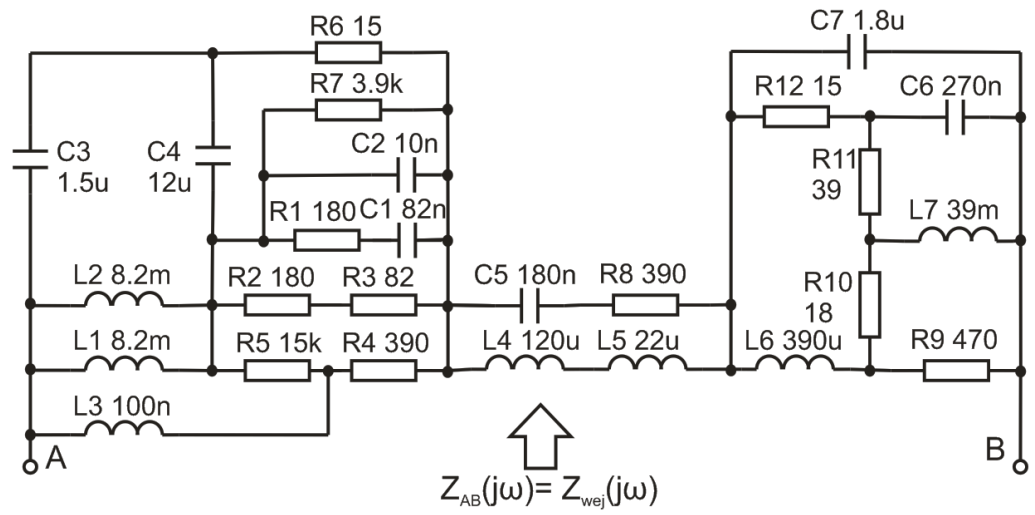 R6 15
C7 1.8u
R7 3.9k
R12 15
C6 270n
C3
1.5u
C4
12u
C2 10n
R11
39
R1 180
C1 82n
L7 39m
L2 8.2m
R2 180
R3 82
C5 180n
R8 390
R10
18
L1 8.2m
R5 15k
R4 390
L4 120u
L5 22u
L6 390u
R9 470
L3 100n
A
B
Z_AB(jω)= Z_wej(jω)